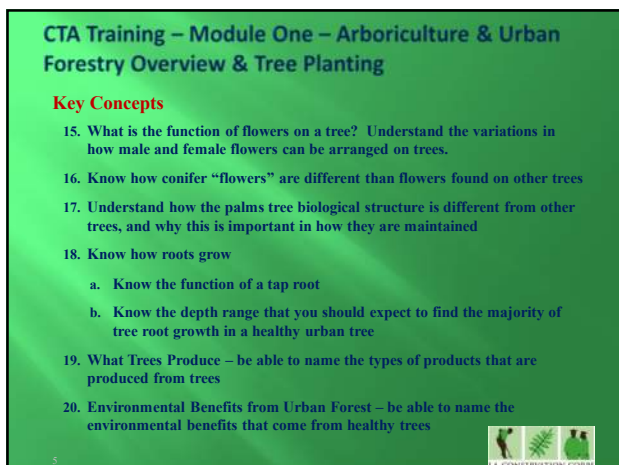 CTA Training – Module One – Arboriculture & Urban
Forestry Overview & Tree Planting
Key Concepts
15. What is the function of flowers on a tree? Understand the variations in
how male and female flowers can be arranged on trees.
16. Know how conifer “flowers” are different than flowers found on other trees
17. Understand how the palms tree biological structure is different from other
trees, and why this is important in how they are maintained
18. Know how roots grow
a. Know the function of a tap root
b. Know the depth range that you should expect to find the majority of
tree root growth in a healthy urban tree
19. What Trees Produce – be able to name the types of products that are
produced from trees
20. Environmental Benefits from Urban Forest – be able to name the
environmental benefits that come from healthy trees
5
LA CONSERVATION CORPS